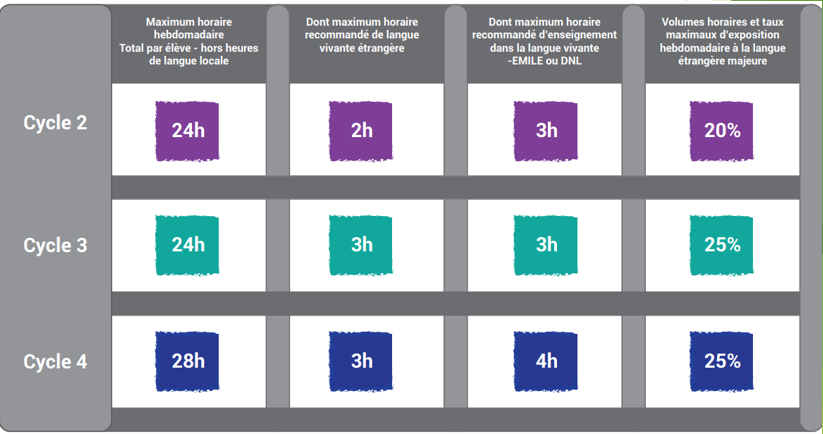 Maximum horaire
hebdomadaire
Total par élève - hors heures
de langue locale
Dont maximum horaire
recommandé de langue
vivante étrangère
Dont maximum horaire
recommandé d'enseignement
dans la langue vivante
-EMILE ou DNL
Volumes horaires et taux
maximaux d'exposition
hebdomadaire à la langue
étrangère majeure
Cycle 2
24h
2h
3h
20%
Cycle 3
24h
3h
3h
25%
Cycle 4
28h
3h
4h
25%